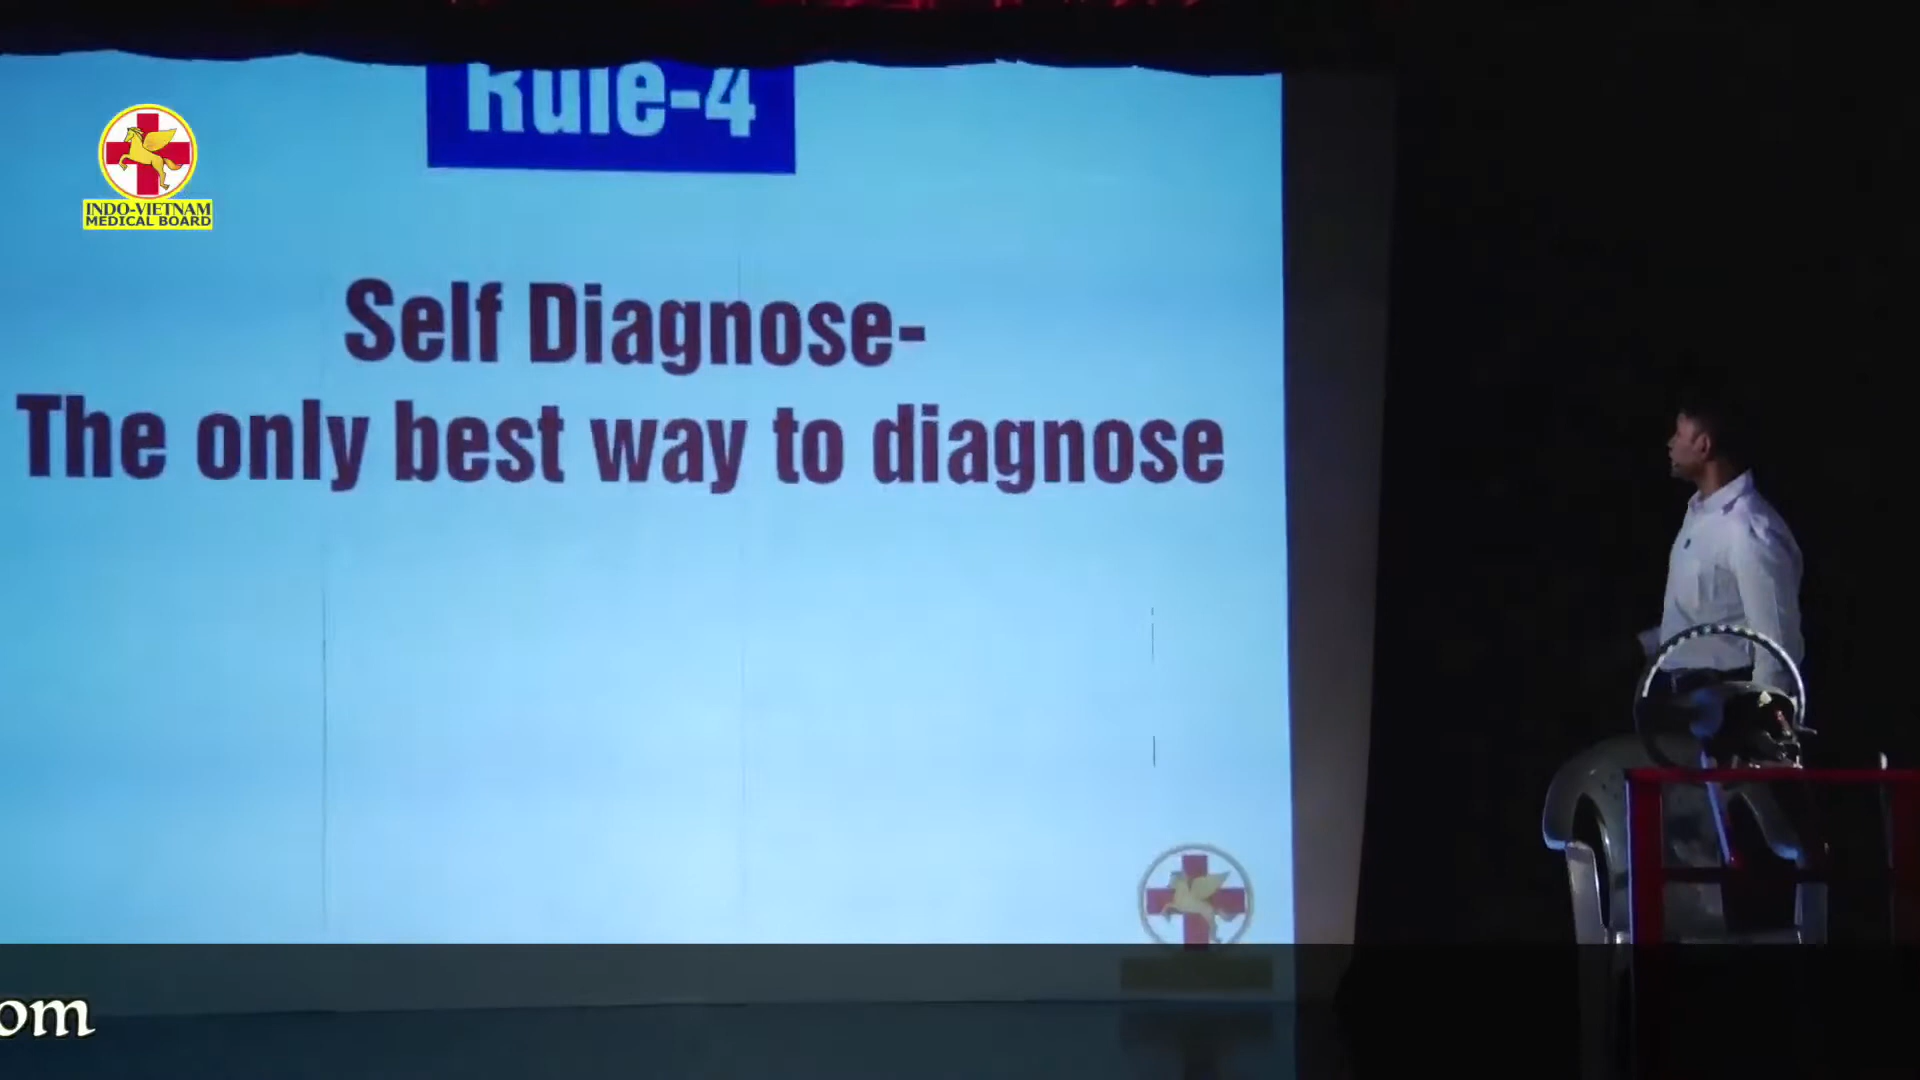 Rule-4
INDO-VIETNAM
MEDICAL BOARD
Self Diagnose-
The only best way to diagnose
om